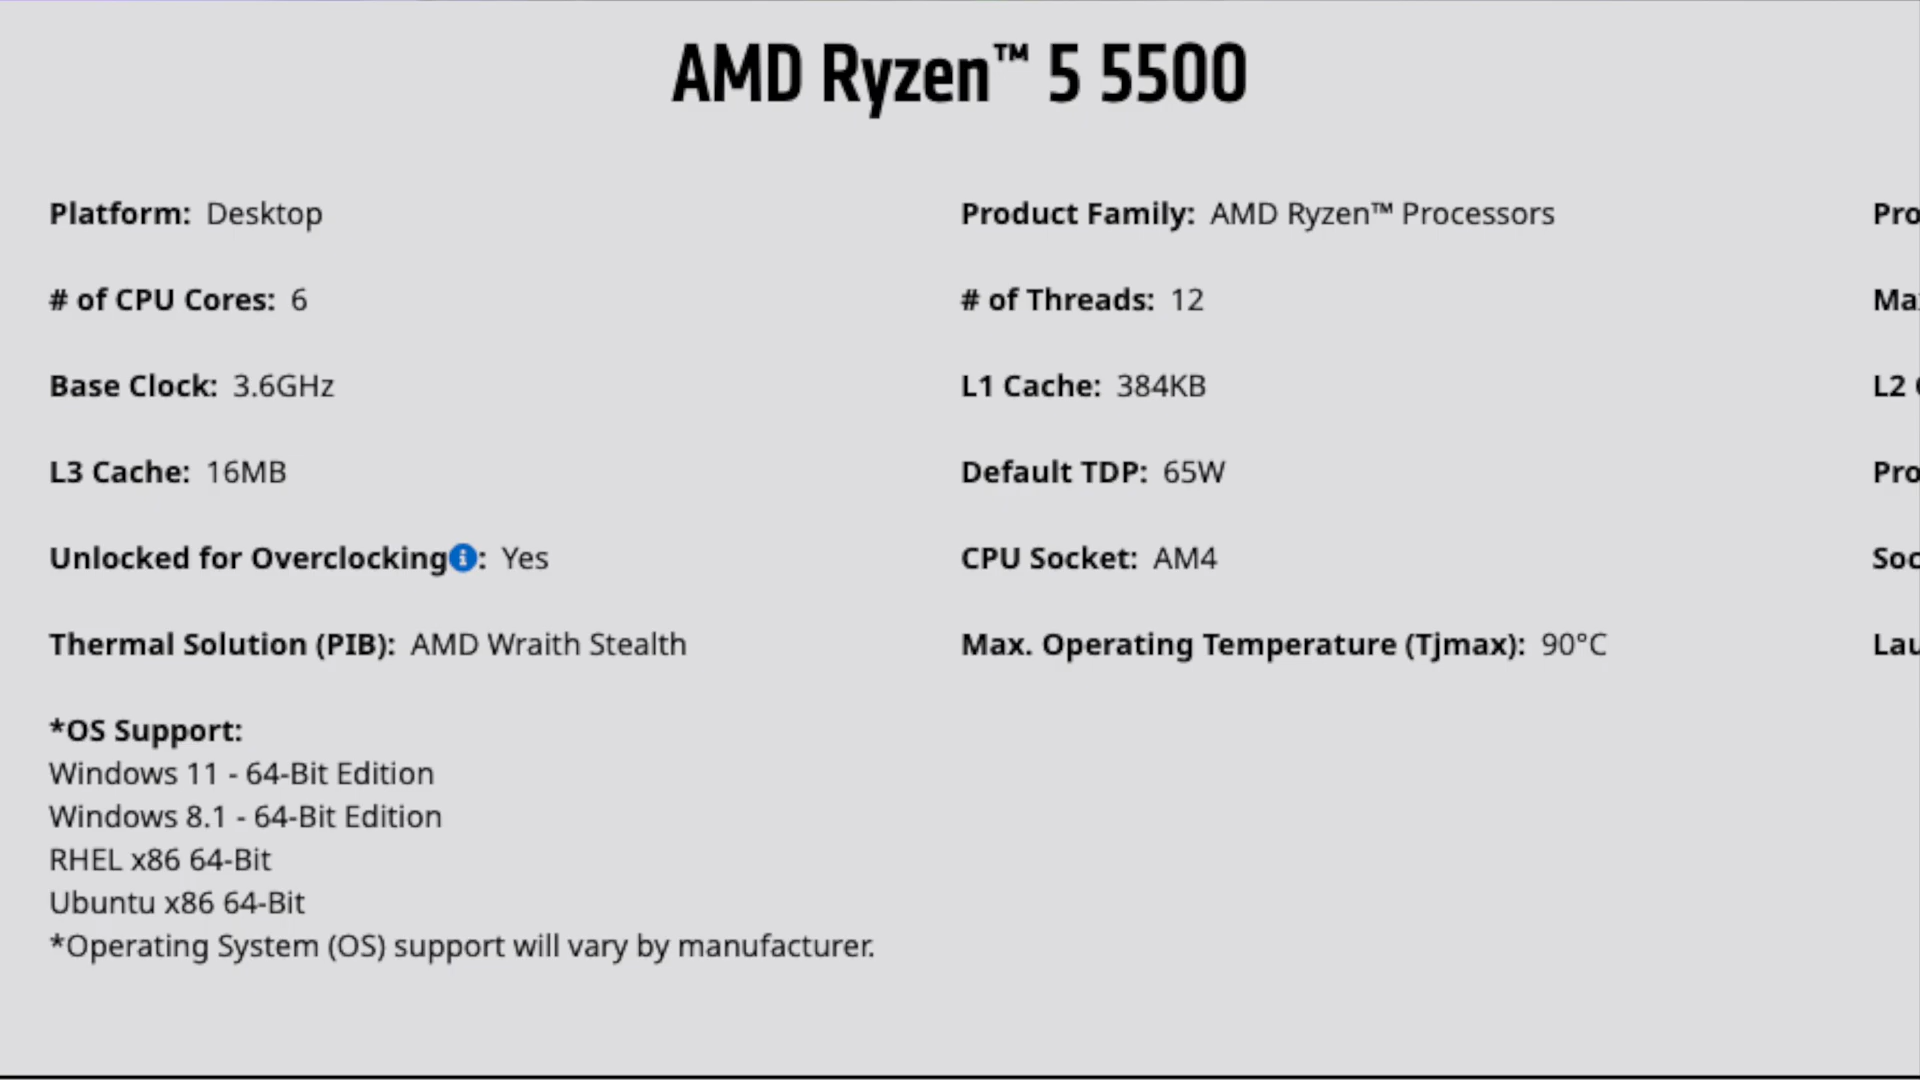 AMD Ryzen™ 5 5500
Platform: Desktop
Product Family: AMD Ryzen™ Processors
Pro
# of CPU Cores: 6
# of Threads: 12
Base Clock: 3.6GHz
L1 Cache: 384KB
L2
L3 Cache: 16MB
Default TDP: 65W
Pro
Unlocked for Overclocking: Yes
CPU Socket: AM4
Soc
Thermal Solution (PIB): AMD Wraith Stealth
Max. Operating Temperature (Tjmax): 90°C
Lau
*OS Support:
Windows 11 - 64-Bit Edition
Windows 8.1 - 64-Bit Edition
RHEL x86 64-Bit
Ubuntu x86 64-Bit
*Operating System (OS) support will vary by manufacturer.